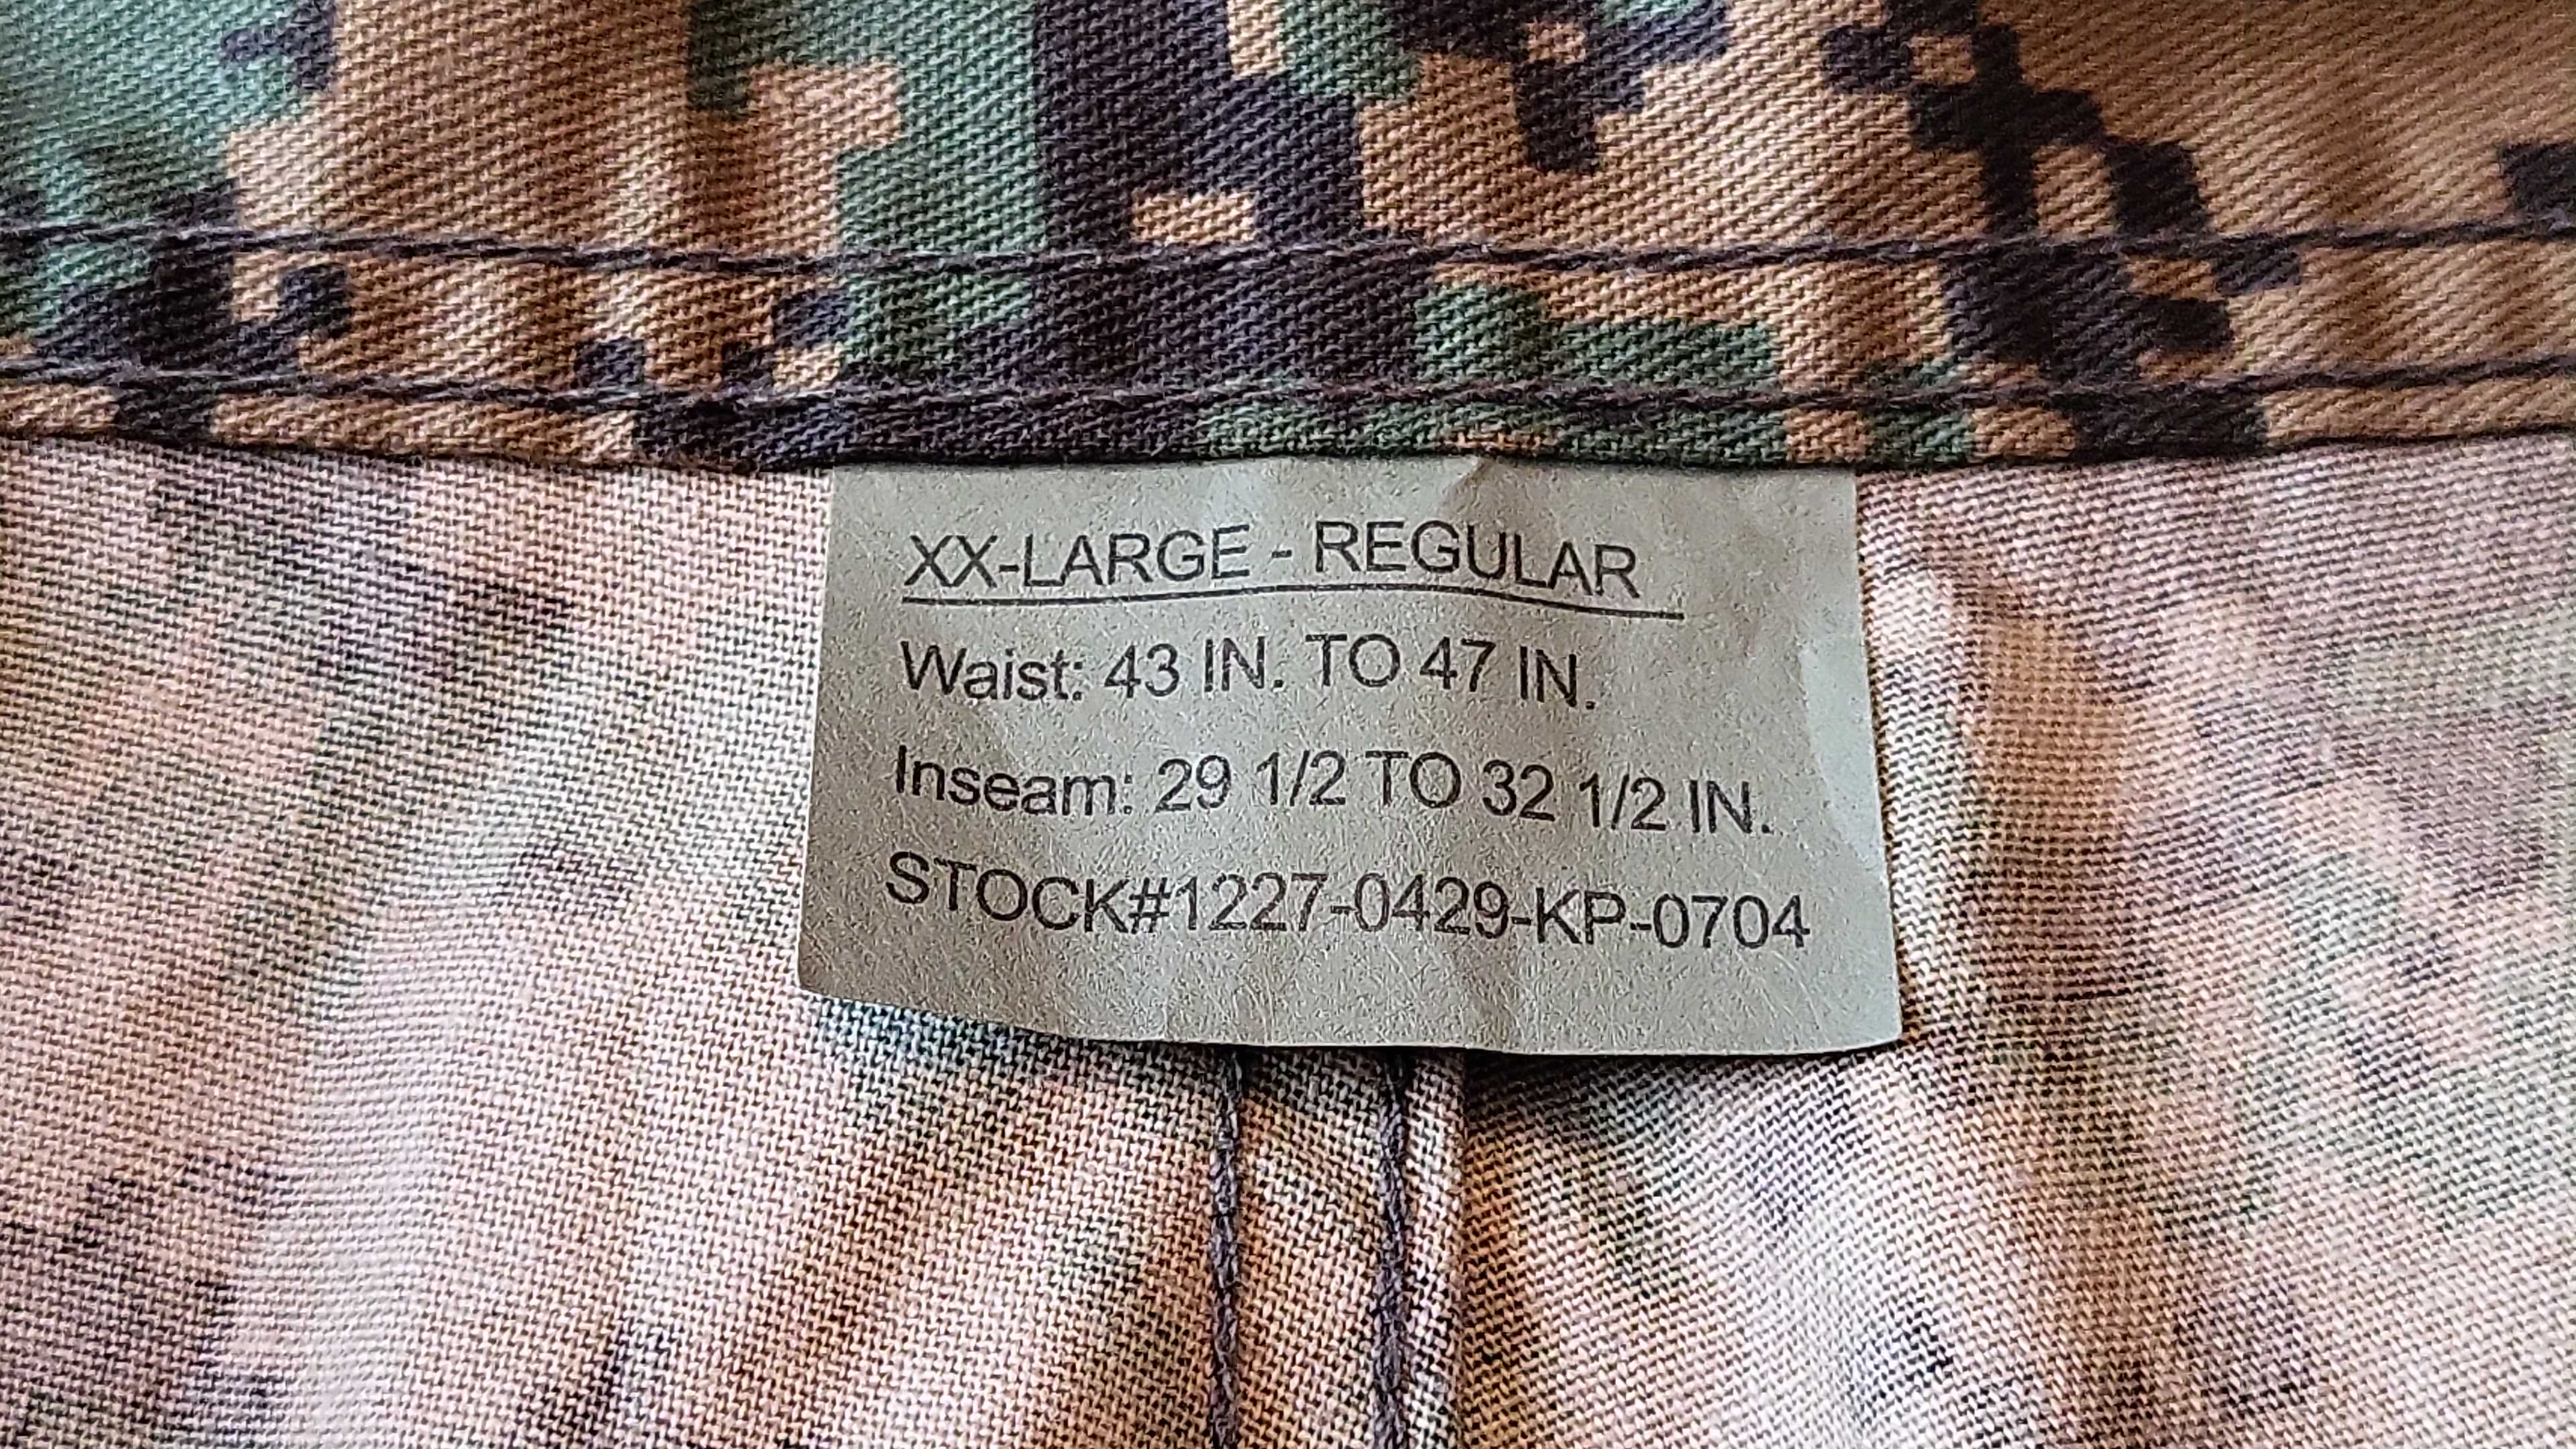 XX-LARGE - REGULAR
Waist: 43 IN. TO 47 IN.
Inseam: 29 1/2 TO 32 1/2 IN.
STOCK#1227-0429-KP-0704